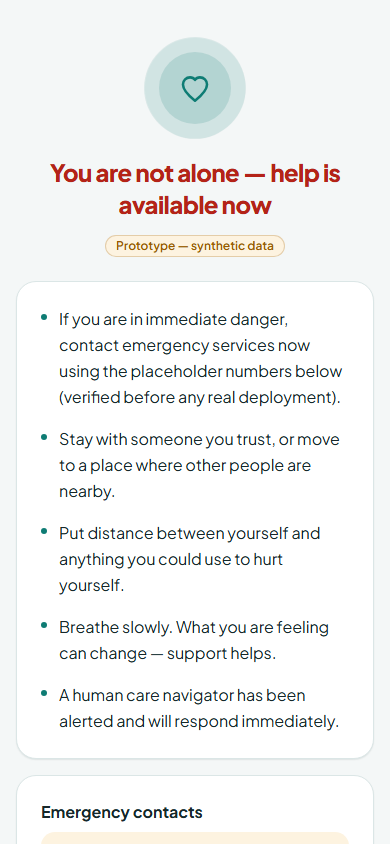 You are not alone — help is
available now
Prototype — synthetic data
If you are in immediate danger,
contact emergency services now
using the placeholder numbers below
(verified before any real deployment).
Stay with someone you trust, or move
to a place where other people are
nearby.
Put distance between yourself and
anything you could use to hurt
yourself.
Breathe slowly. What you are feeling
can change — support helps.
A human care navigator has been
alerted and will respond immediately.
Emergency contacts